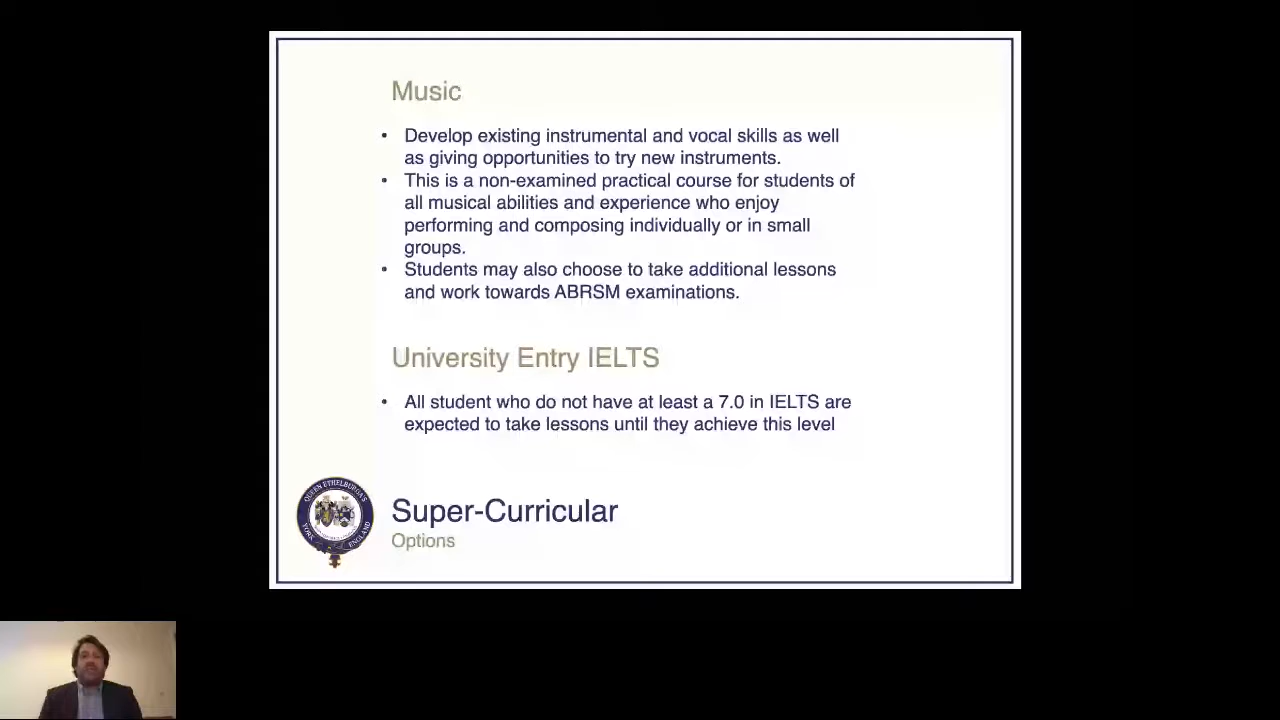 Music
• Develop existing instrumental and vocal skills as well
as giving opportunities to try new instruments.
• This is a non-examined practical course for students of
all musical abilities and experience who enjoy
performing and composing individually or in small
groups.
• Students may also choose to take additional lessons
and work towards ABRSM examinations.
University Entry IELTS
• All student who do not have at least a 7.0 in IELTS are
expected to take lessons until they achieve this level
QUEEN ETHELBURGA'S
YORK ENGLAND
Super-Curricular
Options